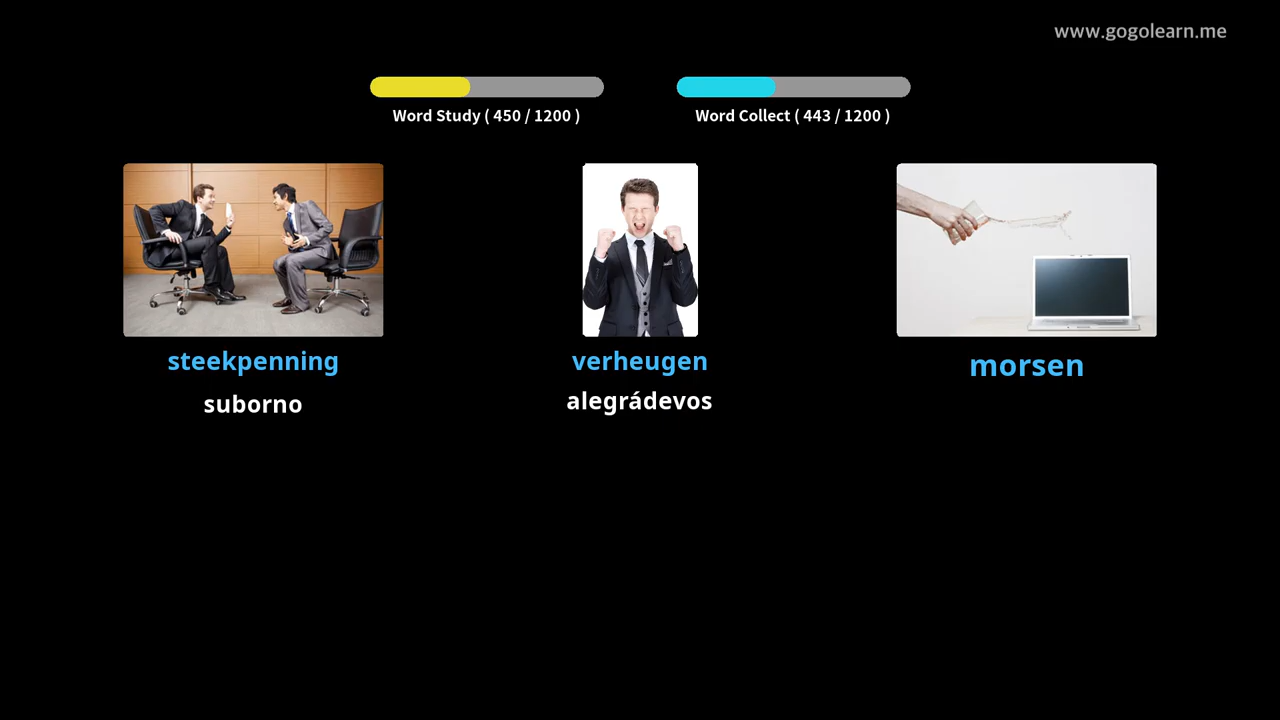 www.gogolearn.me
Word Study ( 450 / 1200 )
Word Collect ( 443 / 1200 )
steekpenning
verheugen
morsen
suborno
alegrádevos